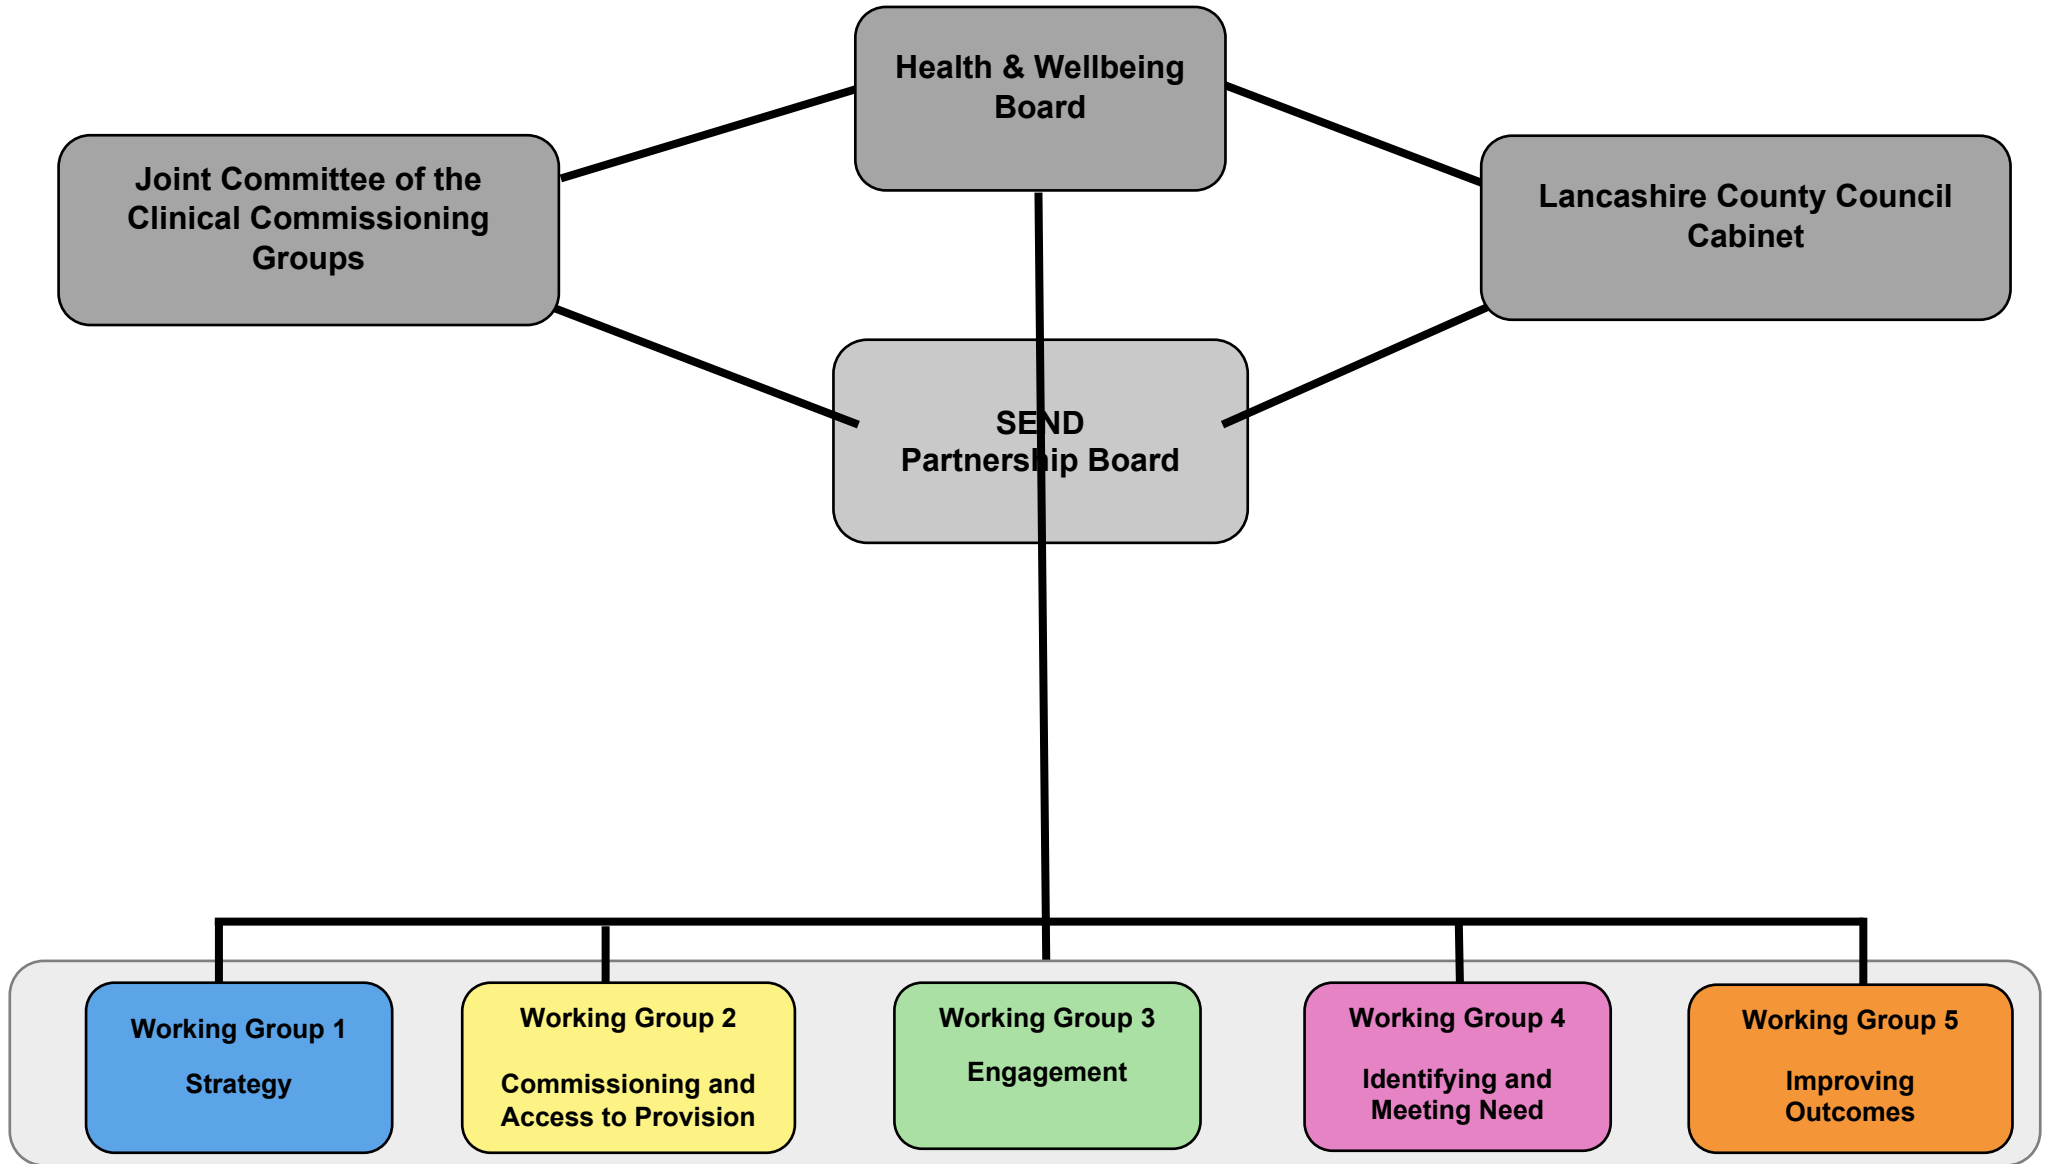 Health & Wellbeing
Board
Joint Committee of the
Clinical Commissioning
Groups
Lancashire County Council
Cabinet
SEND
Partnership Board
Working Group 1
Strategy
Working Group 2
Commissioning and
Access to Provision
Working Group 3
Engagement
Working Group 4
Identifying and
Meeting Need
Working Group 5
Improving
Outcomes